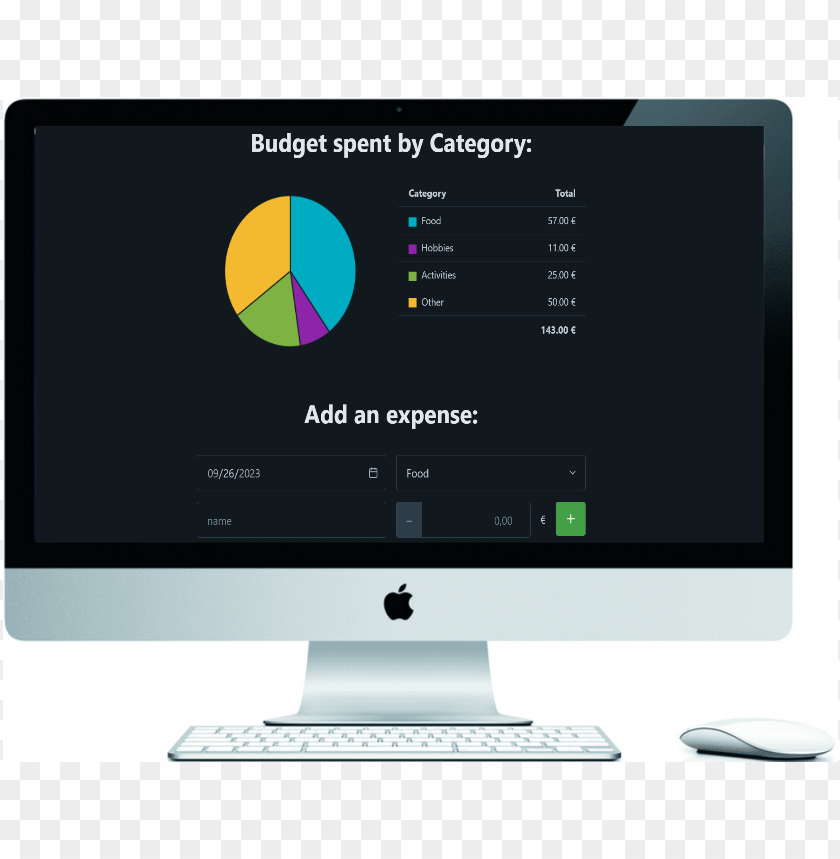 Budget spent by Category:
Category Total
Food 57.00 €
Hobbies 11.00 €
Activities 25.00 €
Other 50.00 €
143.00 €
Add an expense:
09/26/2023 Food
name – 0,00 € +